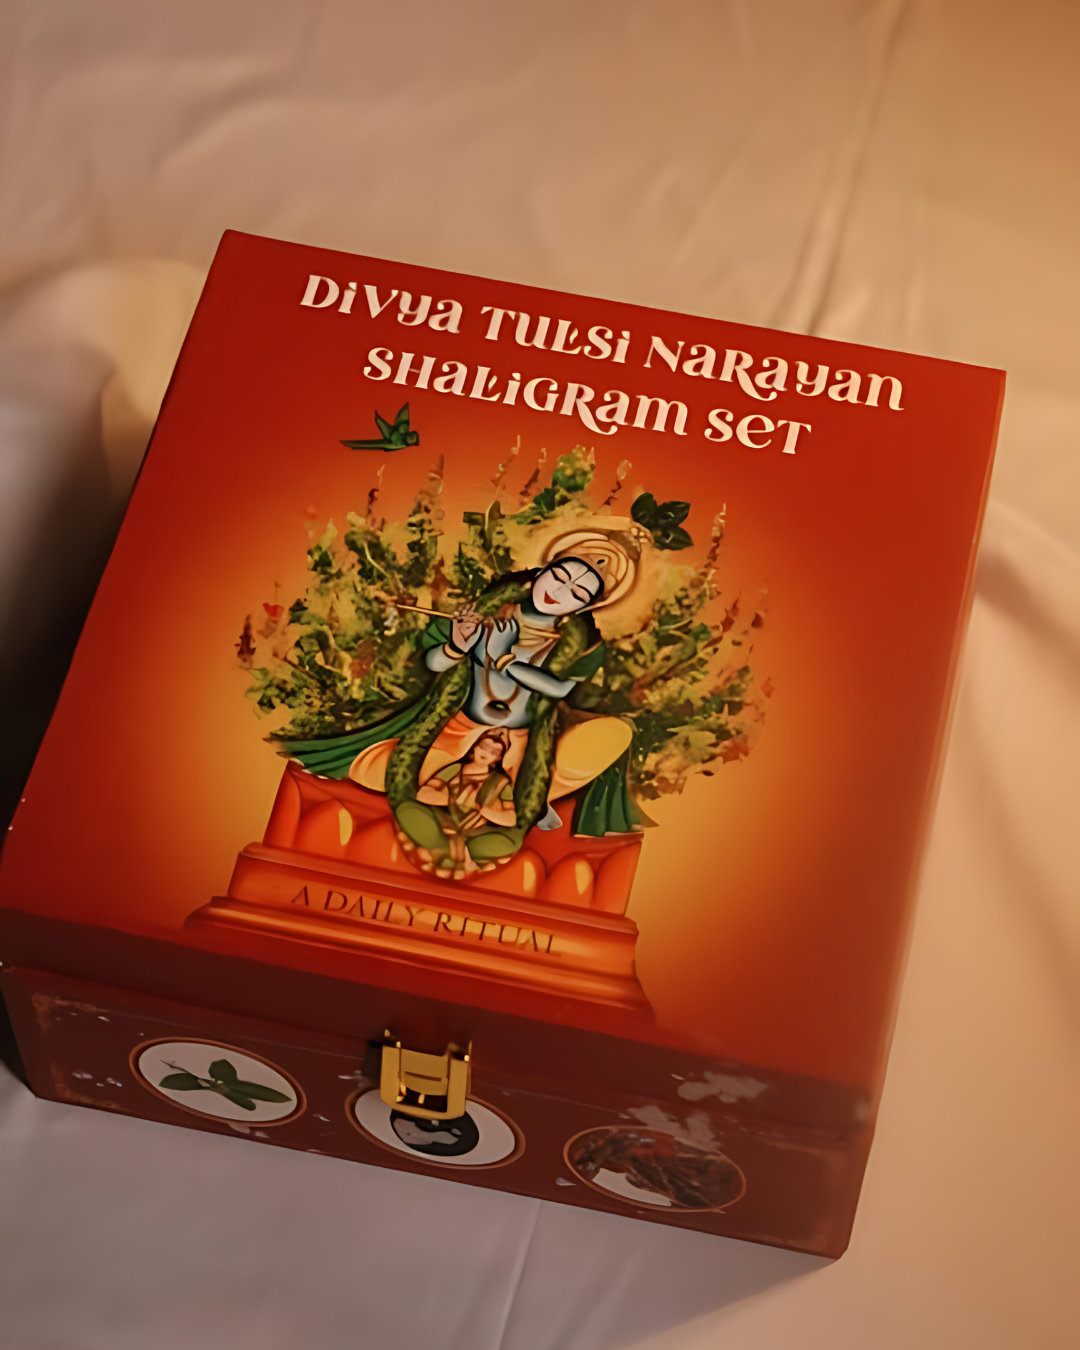 DiVya TULSi NaRayan
SHaLiGRam SeT
A DAILY RITUAL